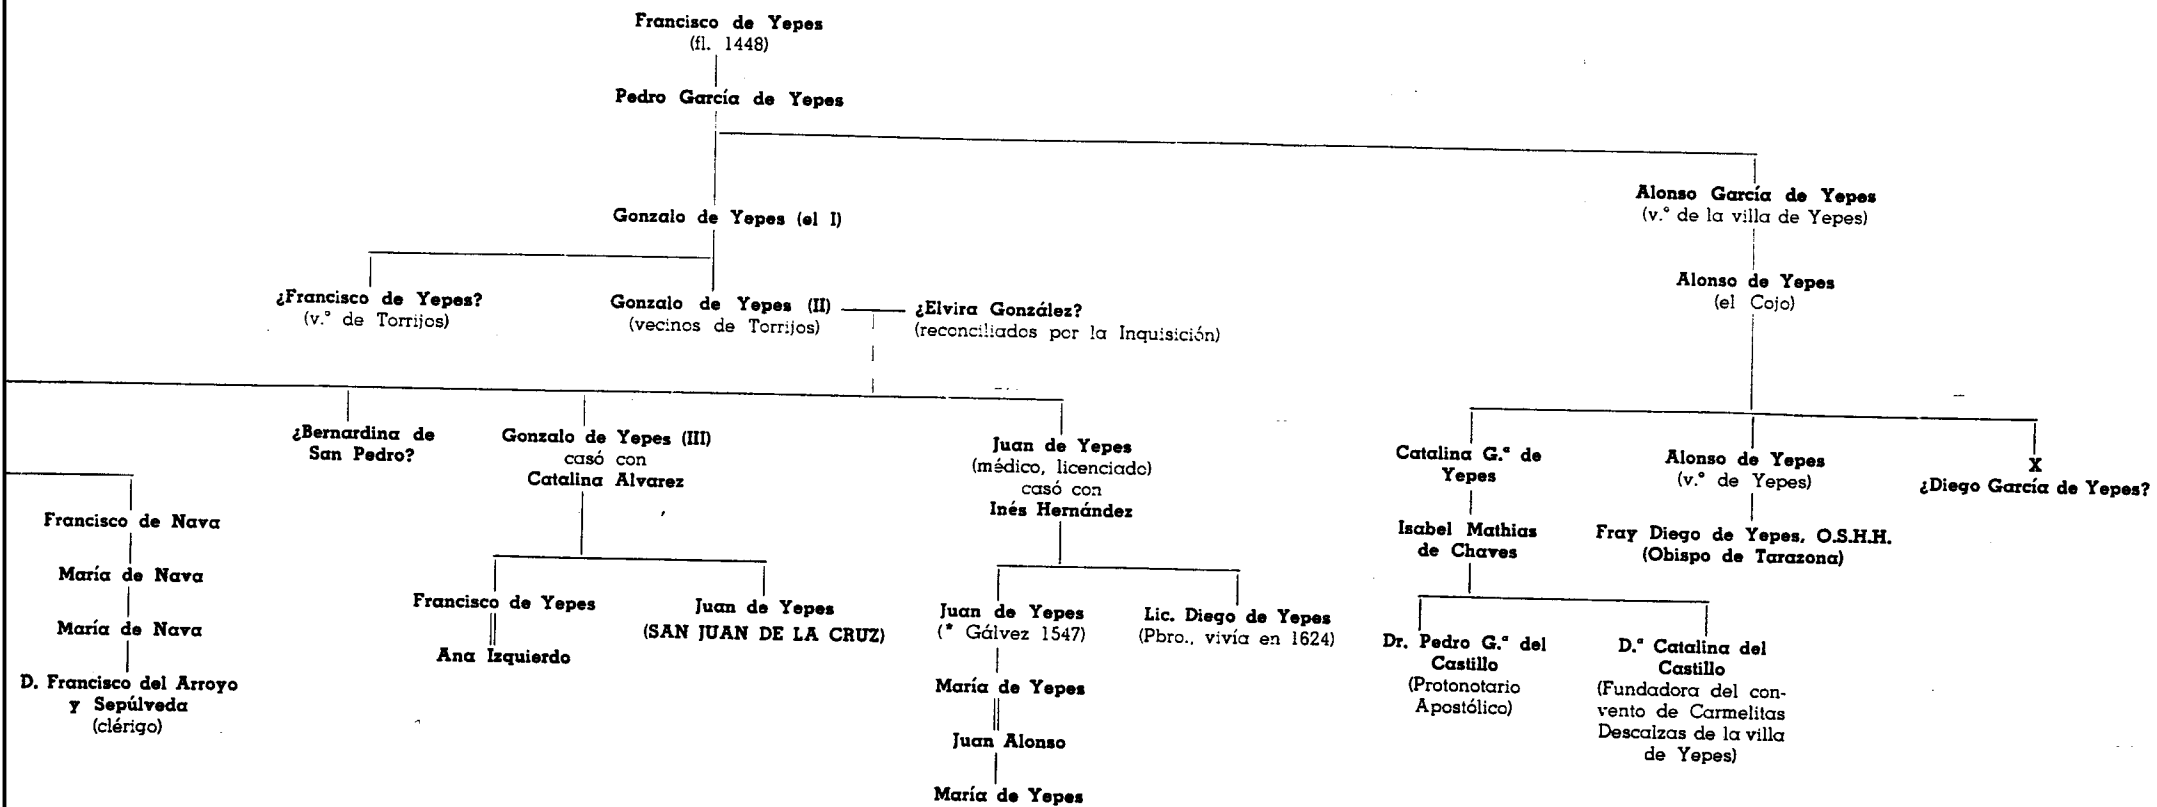 Francisco de Yepes
(fl. 1448)
Pedro García de Yepes
Gonzalo de Yepes (el I)
Alonso García de Yepes
(v.º de la villa de Yepes)
Alonso de Yepes
(el Cojo)
¿Francisco de Yepes?
(v.º de Torrijos)
Gonzalo de Yepes (II)
(vecinos de Torrijos)
¿Elvira González?
(reconciliados por la Inquisición)
¿Bernardina de
San Pedro?
Gonzalo de Yepes (III)
casó con
Catalina Alvarez
Juan de Yepes
(médico, licenciado)
casó con
Inés Hernández
Catalina G.ª de
Yepes
Alonso de Yepes
(v.º de Yepes)
X
¿Diego García de Yepes?
Francisco de Nava
María de Nava
María de Nava
D. Francisco del Arroyo
y Sepúlveda
(clérigo)
Francisco de Yepes
Ana Izquierdo
Juan de Yepes
(SAN JUAN DE LA CRUZ)
Juan de Yepes
(* Gálvez 1547)
María de Yepes
Juan Alonso
María de Yepes
Lic. Diego de Yepes
(Pbro., vivía en 1624)
Isabel Mathias
de Chaves
Fray Diego de Yepes, O.S.H.H.
(Obispo de Tarazona)
Dr. Pedro G.ª del
Castillo
(Protonotario
Apostólico)
D.ª Catalina del
Castillo
(Fundadora del con-
vento de Carmelitas
Descalzas de la villa
de Yepes)